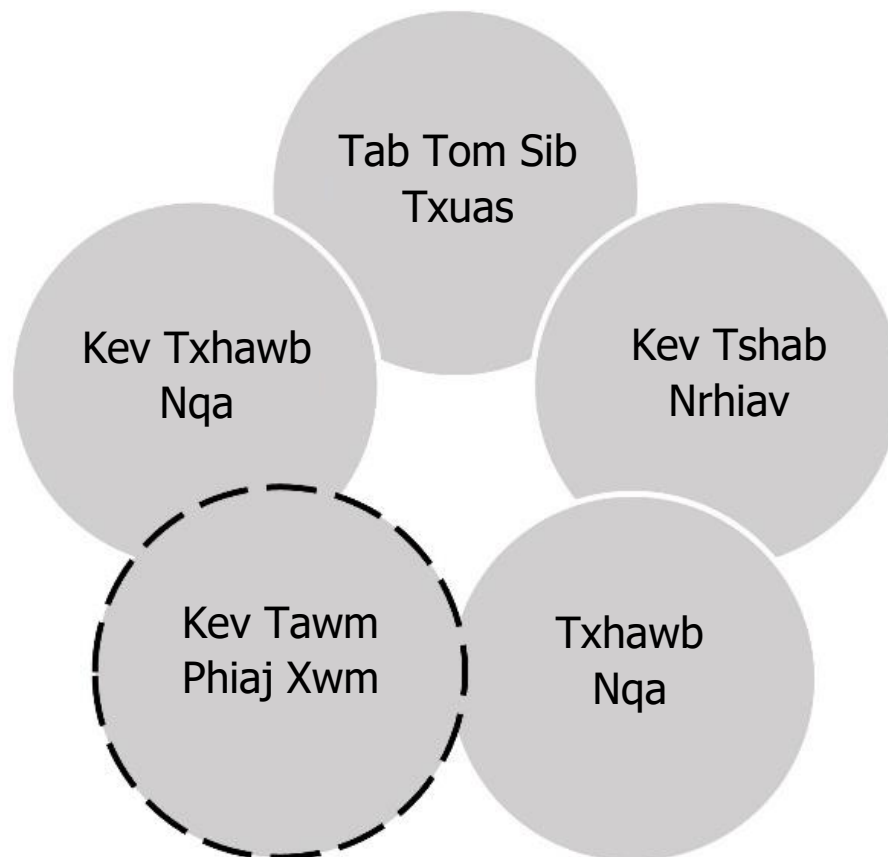 Tab Tom Sib
Txuas
Kev Txhawb
Nqa
Kev Tshab
Nrhiav
Kev Tawm
Phiaj Xwm
Txhawb
Nqa